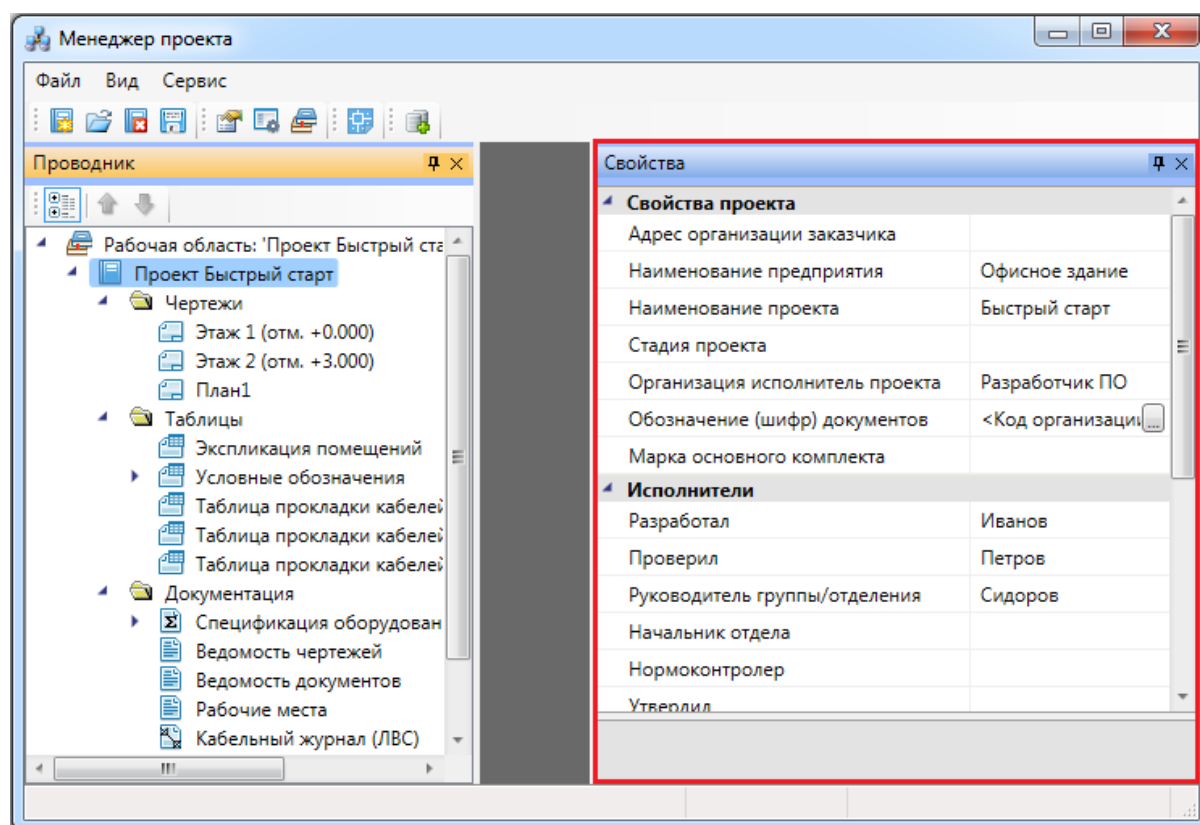 Менеджер проекта
Файл Вид Сервис
Проводник
Рабочая область: 'Проект Быстрый ста
Проект Быстрый старт
Чертежи
Этаж 1 (отм. +0.000)
Этаж 2 (отм. +3.000)
План1
Таблицы
Экспликация помещений
Условные обозначения
Таблица прокладки кабелей
Таблица прокладки кабелей
Таблица прокладки кабелей
Документация
Спецификация оборудован
Ведомость чертежей
Ведомость документов
Рабочие места
Кабельный журнал (ЛВС)
Свойства
Свойства проекта
Адрес организации заказчика
Наименование предприятия Офисное здание
Наименование проекта Быстрый старт
Стадия проекта
Организация исполнитель проекта Разработчик ПО
Обозначение (шифр) документов <Код организации ...
Марка основного комплекта
Исполнители
Разработал Иванов
Проверил Петров
Руководитель группы/отделения Сидоров
Начальник отдела
Нормоконтролер
Утвердил